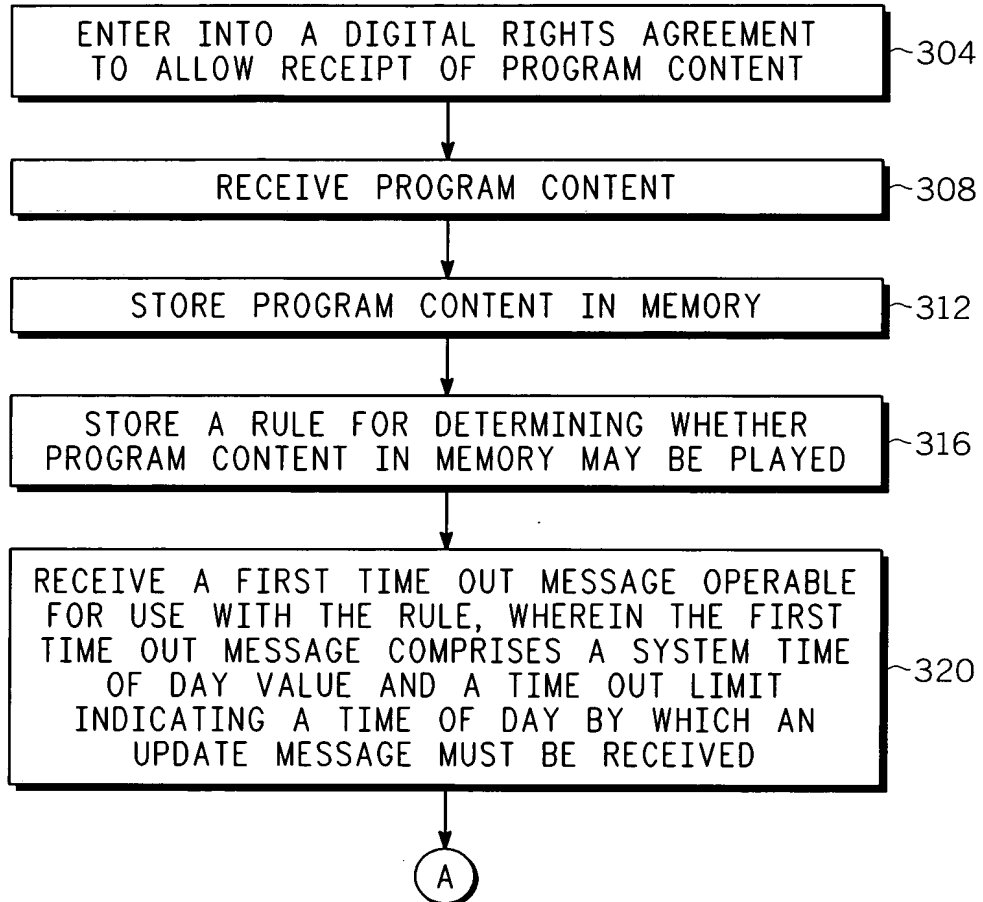 ENTER INTO A DIGITAL RIGHTS AGREEMENT
TO ALLOW RECEIPT OF PROGRAM CONTENT
304
RECEIVE PROGRAM CONTENT
308
STORE PROGRAM CONTENT IN MEMORY
312
STORE A RULE FOR DETERMINING WHETHER
PROGRAM CONTENT IN MEMORY MAY BE PLAYED
316
RECEIVE A FIRST TIME OUT MESSAGE OPERABLE
FOR USE WITH THE RULE, WHEREIN THE FIRST
TIME OUT MESSAGE COMPRISES A SYSTEM TIME
OF DAY VALUE AND A TIME OUT LIMIT
INDICATING A TIME OF DAY BY WHICH AN
UPDATE MESSAGE MUST BE RECEIVED
320
A